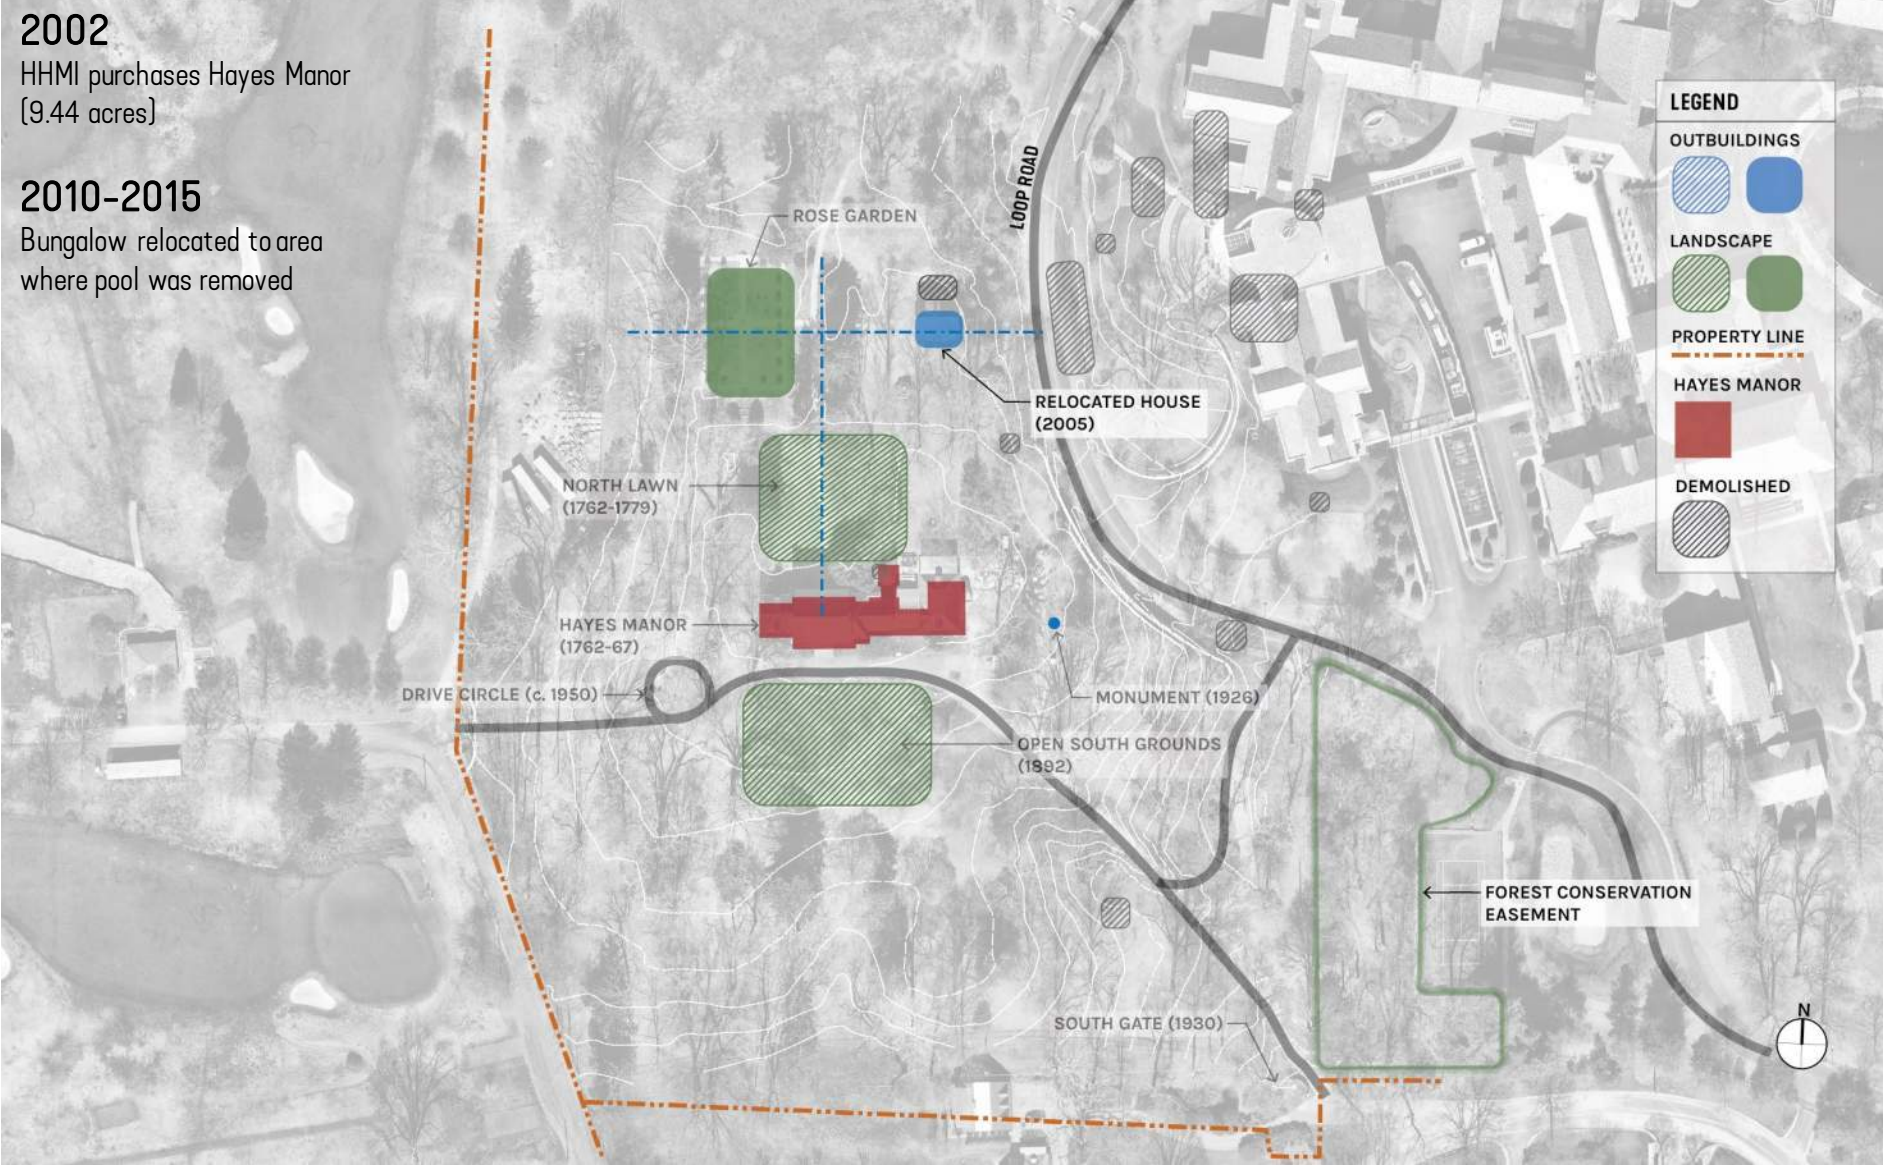 2002
HHMI purchases Hayes Manor
(9.44 acres)
2010-2015
Bungalow relocated to area
where pool was removed
ROSE GARDEN
LOOP ROAD
RELOCATED HOUSE
(2005)
NORTH LAWN
(1762-1779)
HAYES MANOR
(1762-67)
DRIVE CIRCLE (c. 1950)
MONUMENT (1926)
OPEN SOUTH GROUNDS
(1892)
FOREST CONSERVATION
EASEMENT
SOUTH GATE (1930)
LEGEND
OUTBUILDINGS
LANDSCAPE
PROPERTY LINE
HAYES MANOR
DEMOLISHED
N